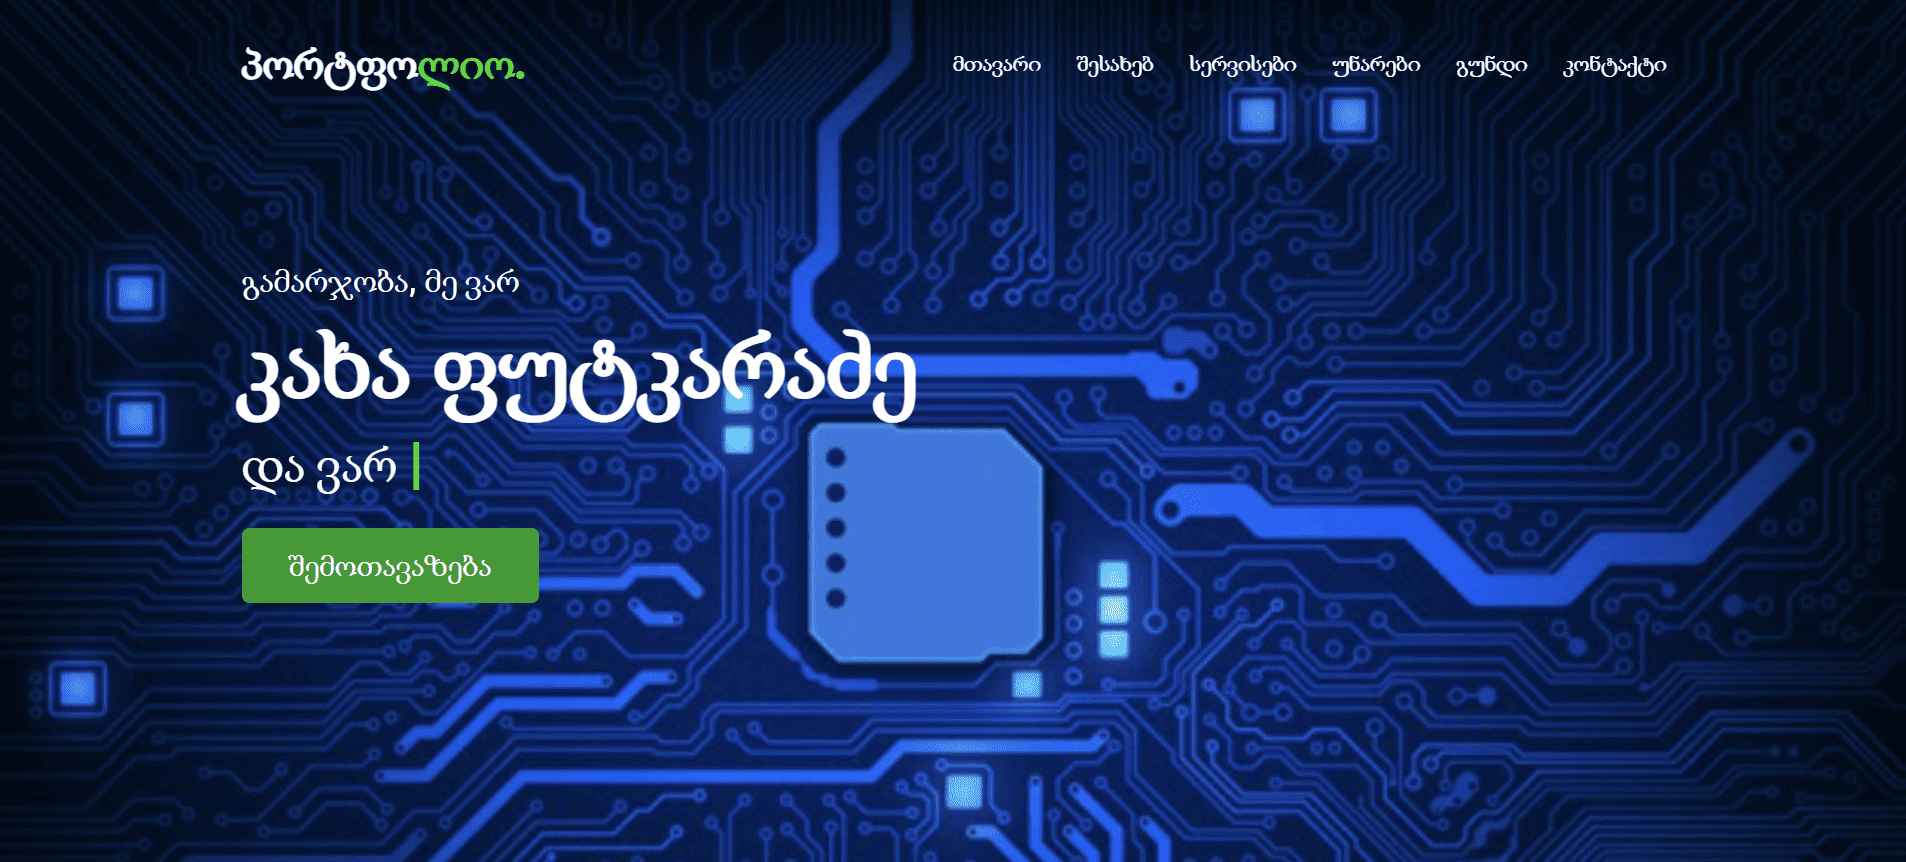 პორტფოლიო.
მთავარი შესახებ სერვისები უნარები გუნდი კონტაქტი
გამარჯობა, მე ვარ
კახა ფუტკარაძე
და ვარ
შემოთავაზება